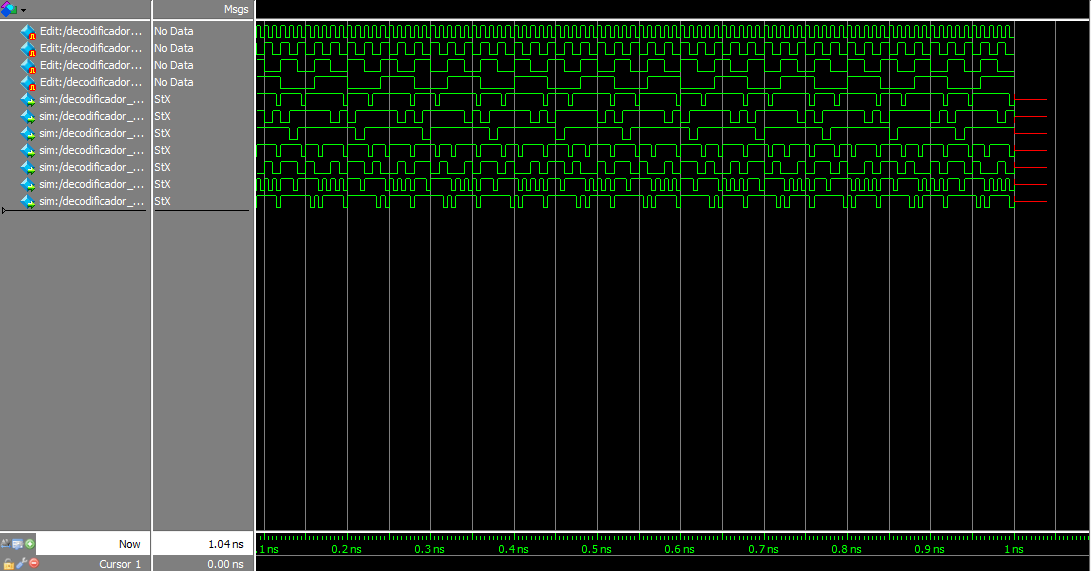 Msgs
Edit:/decodificador... No Data
Edit:/decodificador... No Data
Edit:/decodificador... No Data
Edit:/decodificador... No Data
sim:/decodificador_... StX
sim:/decodificador_... StX
sim:/decodificador_... StX
sim:/decodificador_... StX
sim:/decodificador_... StX
sim:/decodificador_... StX
sim:/decodificador_... StX
Now 1.04 ns .1 ns 0.2 ns 0.3 ns 0.4 ns 0.5 ns 0.6 ns 0.7 ns 0.8 ns 0.9 ns 1 ns
Cursor 1 0.00 ns